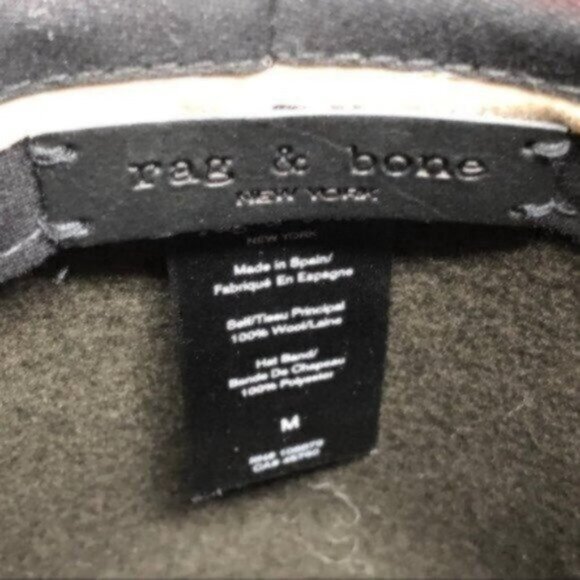 rag & bone
NEW YORK
NEW YORK
Made in Spain/
Fabriqué En Espagne
Self/Tissu Principal
100% Wool/Laine
Hat Band/
Bande De Chapeau
100% Polyester
M